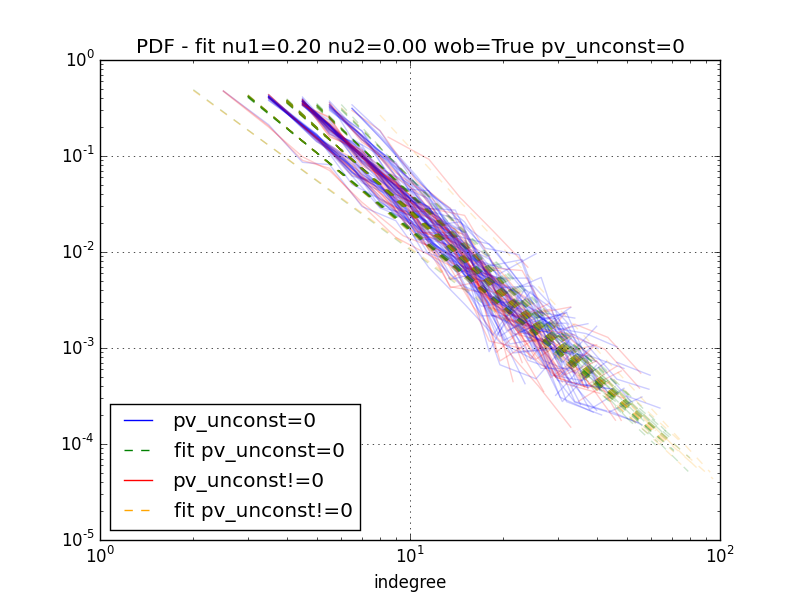 PDF - fit nu1=0.20 nu2=0.00 wob=True pv_unconst=0
10^0
10^-1
10^-2
10^-3
10^-4
10^-5
pv_unconst=0
fit pv_unconst=0
pv_unconst!=0
fit pv_unconst!=0
10^0 10^1 10^2
indegree